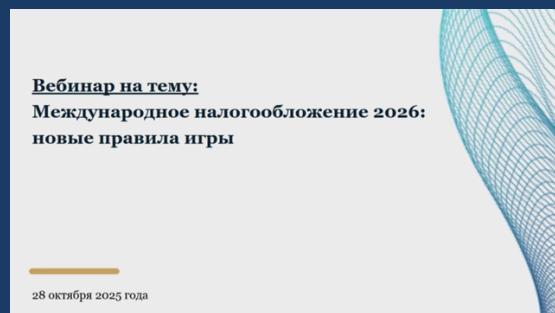 Вебинар на тему:
Международное налогообложение 2026:
новые правила игры
28 октября 2025 года